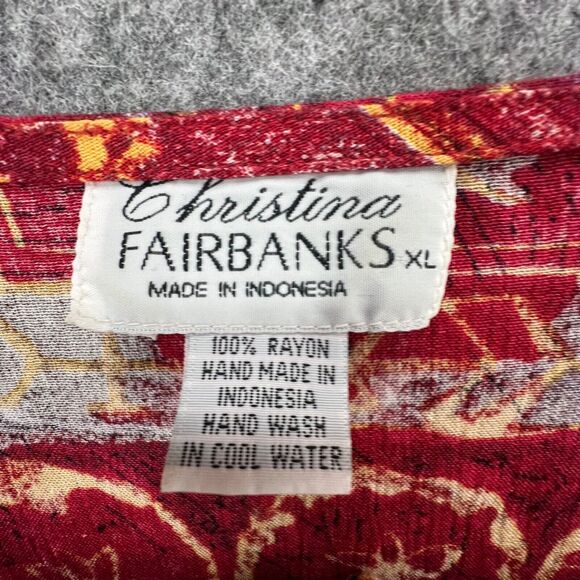 Christina
FAIRBANKS XL
MADE IN INDONESIA
100% RAYON
HAND MADE IN
INDONESIA
HAND WASH
IN COOL WATER